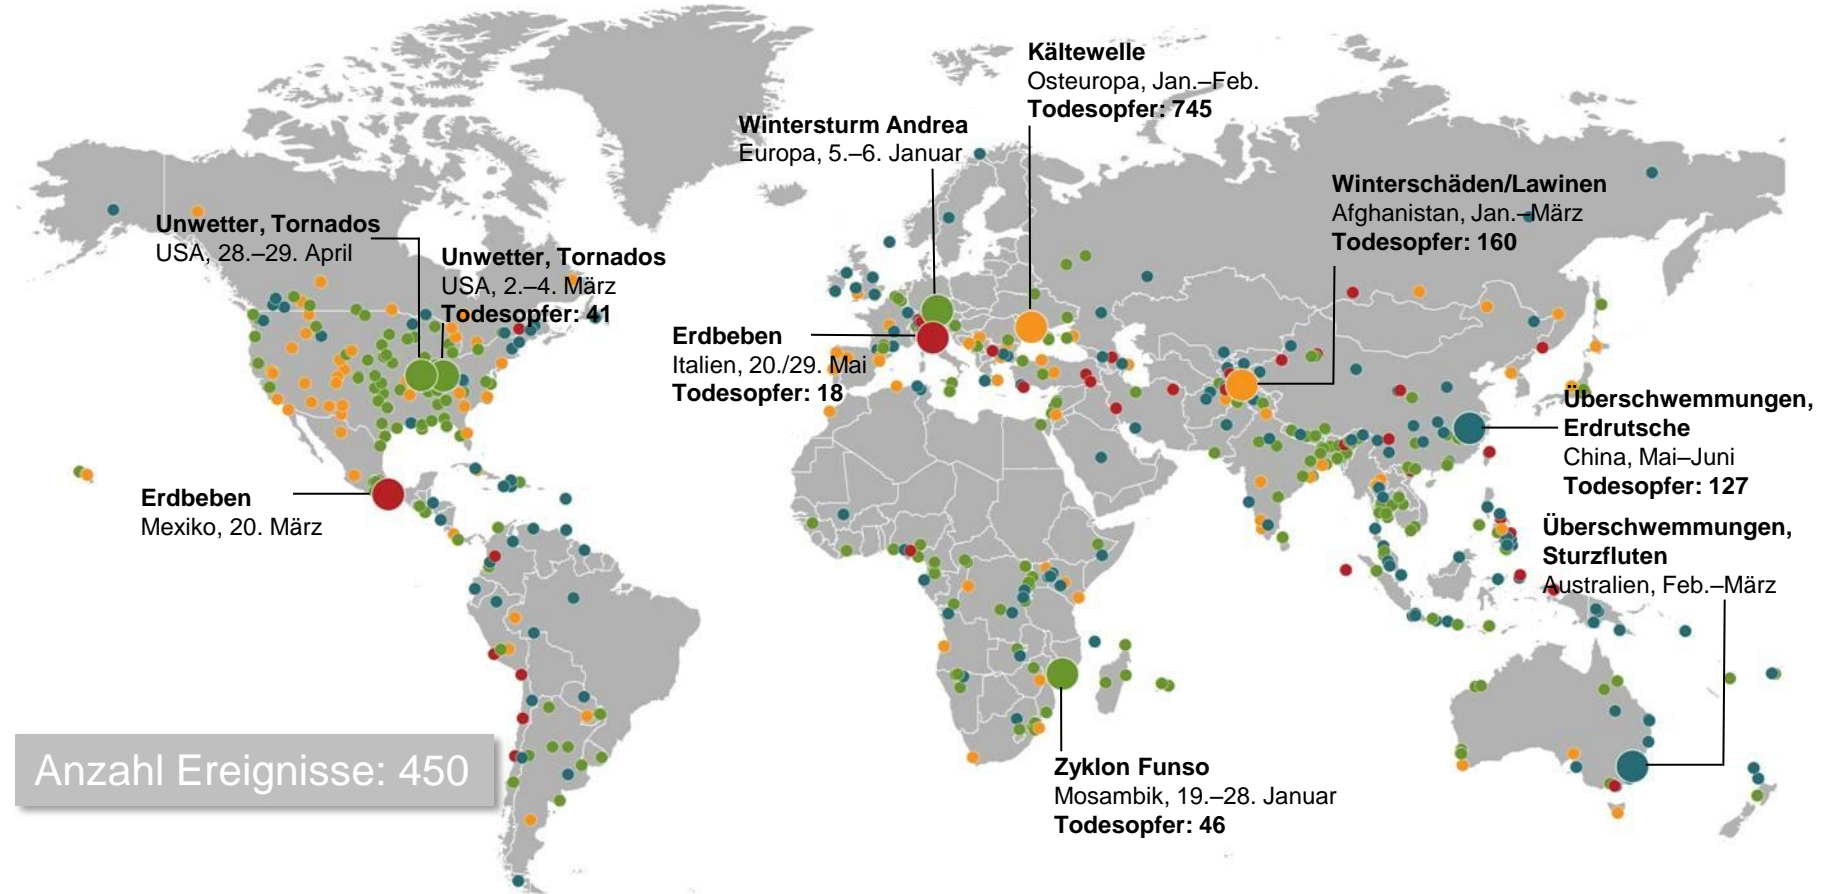 Kältewelle
Osteuropa, Jan.–Feb.
Todesopfer: 745
Wintersturm Andrea
Europa, 5.–6. Januar
Winterschäden/Lawinen
Afghanistan, Jan.–März
Todesopfer: 160
Unwetter, Tornados
USA, 28.–29. April
Unwetter, Tornados
USA, 2.–4. März
Todesopfer: 41
Erdbeben
Italien, 20./29. Mai
Todesopfer: 18
Überschwemmungen,
Erdrutsche
China, Mai–Juni
Todesopfer: 127
Erdbeben
Mexiko, 20. März
Überschwemmungen,
Sturzfluten
Australien, Feb.–März
Anzahl Ereignisse: 450
Zyklon Funso
Mosambik, 19.–28. Januar
Todesopfer: 46